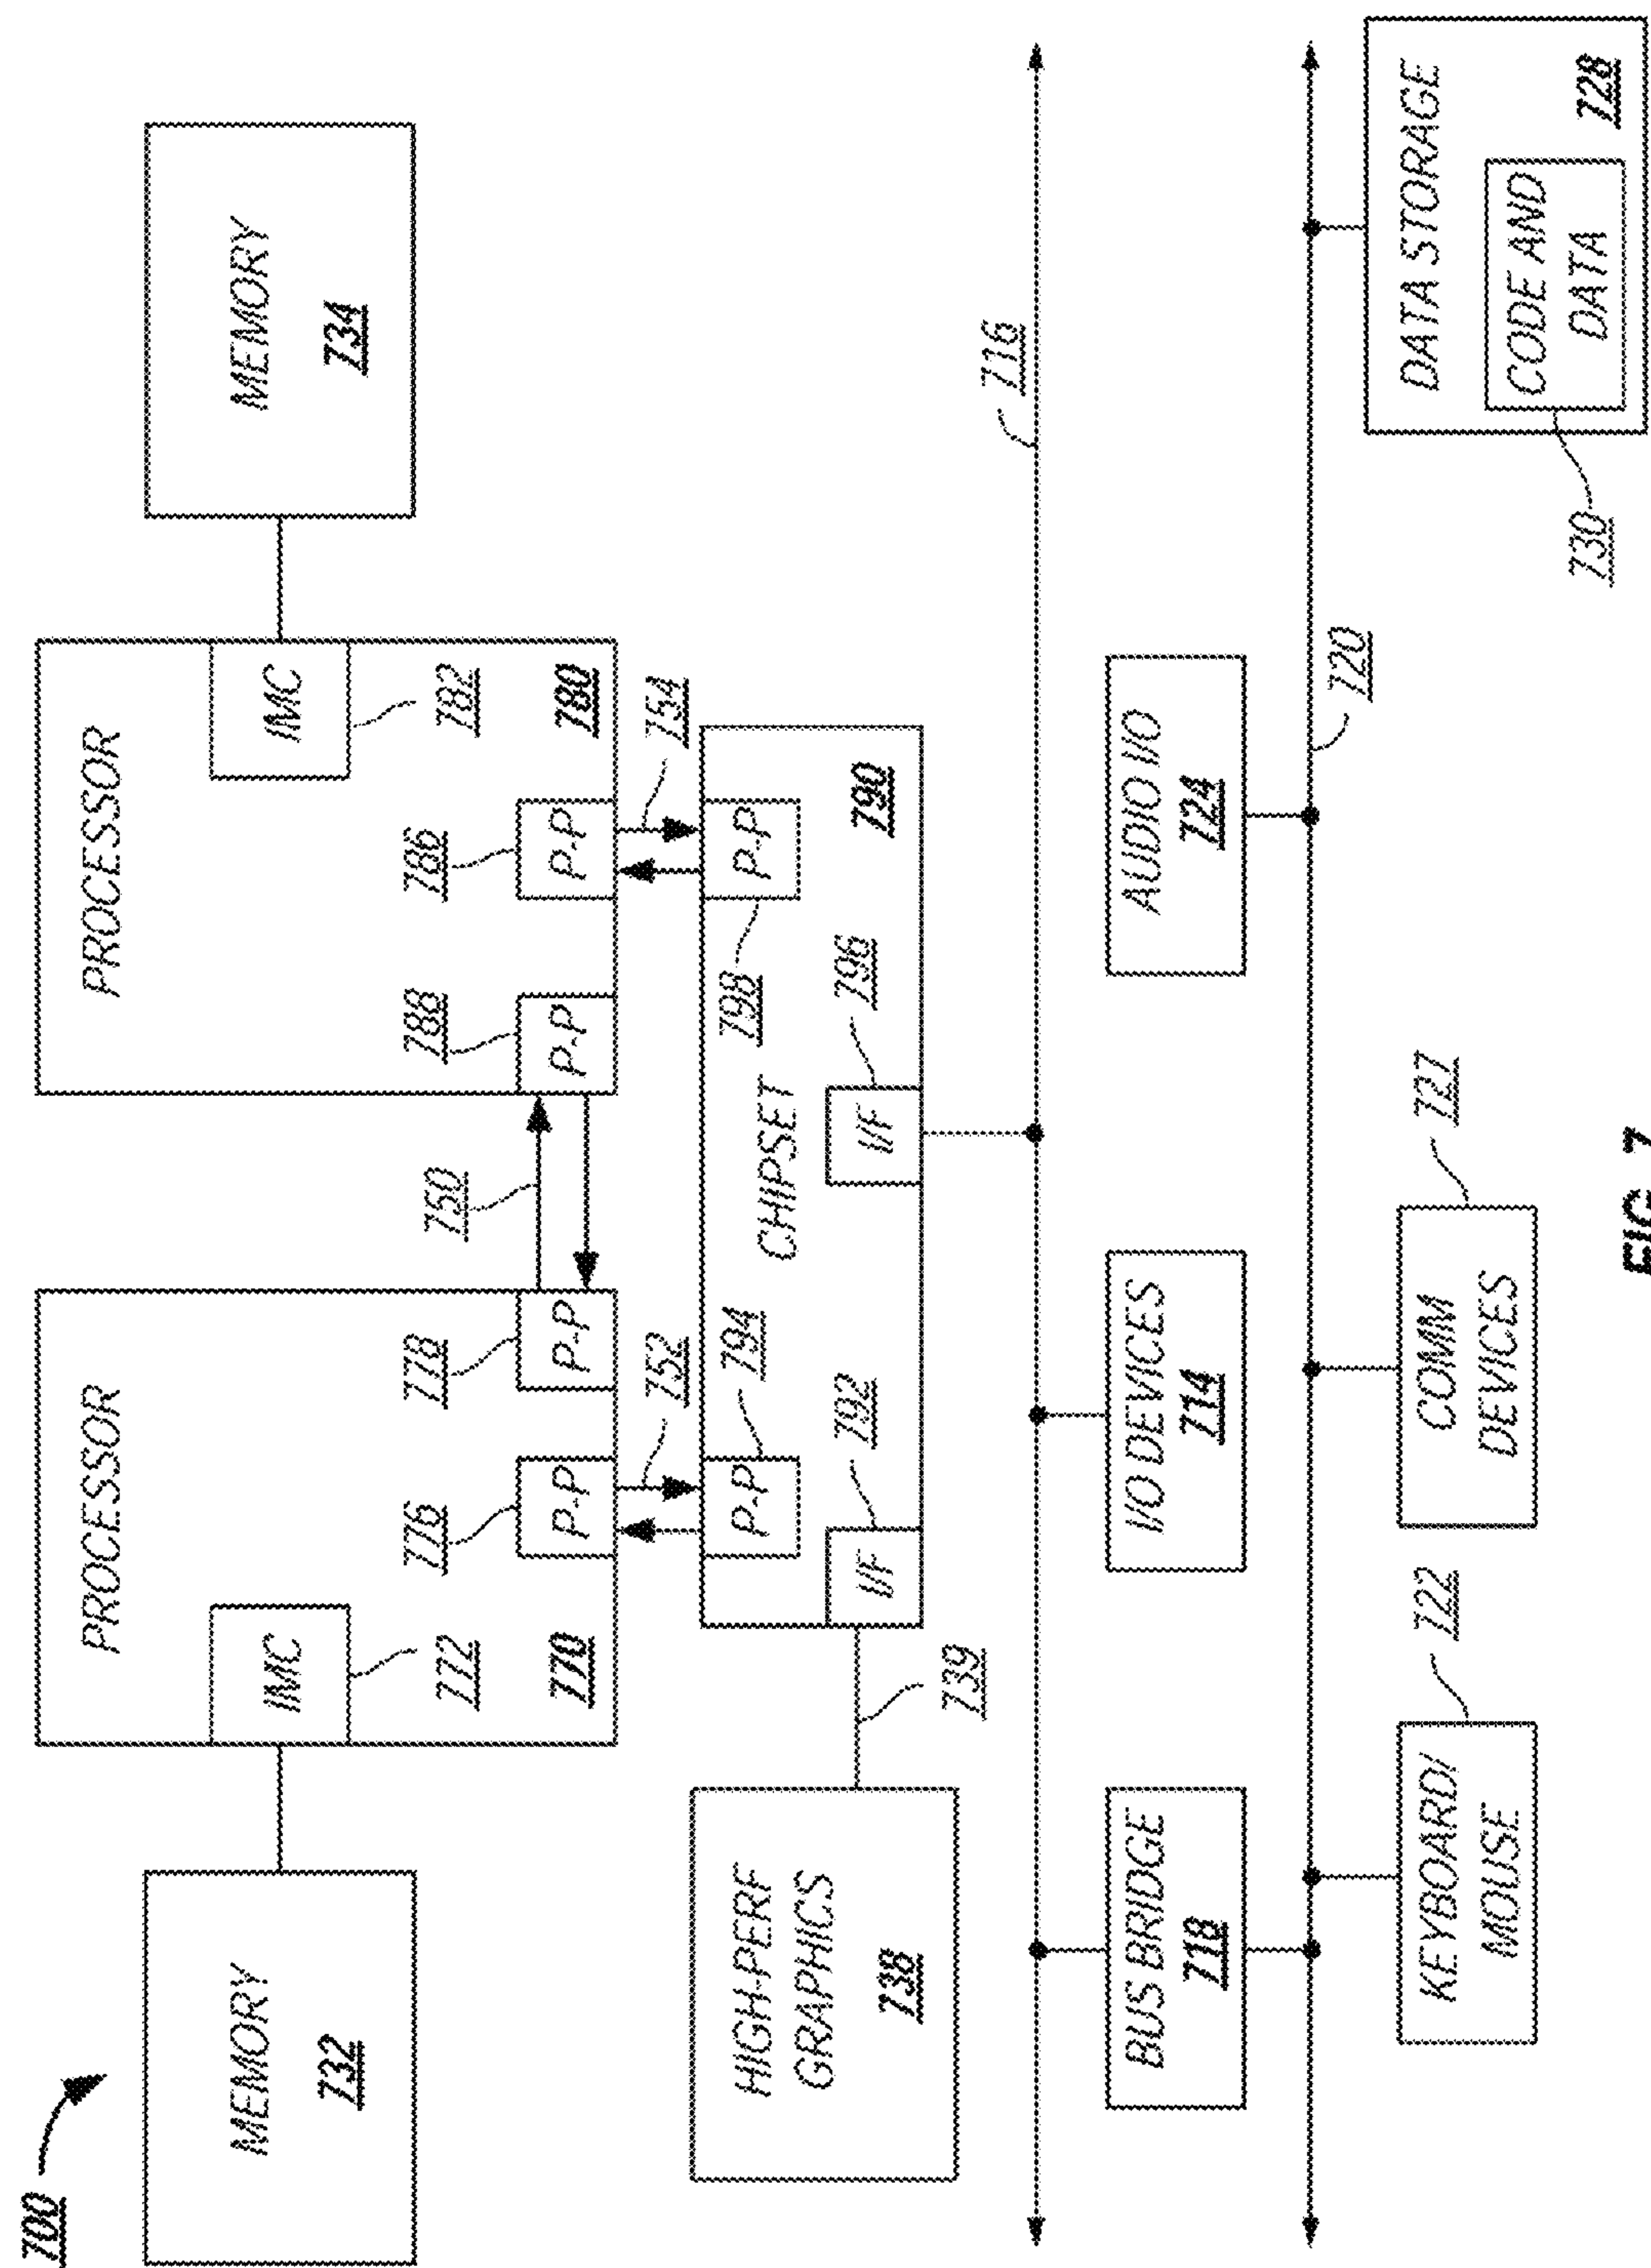 700
MEMORY
732
PROCESSOR
IMC
772
770
776
P-P
778
P-P
750
PROCESSOR
788
P-P
786
P-P
IMC
782
780
MEMORY
734
752
754
HIGH-PERF
GRAPHICS
738
739
P-P
794
I/F
792
CHIPSET
798
P-P
I/F
796
790
716
BUS BRIDGE
718
I/O DEVICES
714
AUDIO I/O
724
720
KEYBOARD/
MOUSE
722
COMM
DEVICES
727
DATA STORAGE
CODE AND
DATA
728
730
FIG. 7